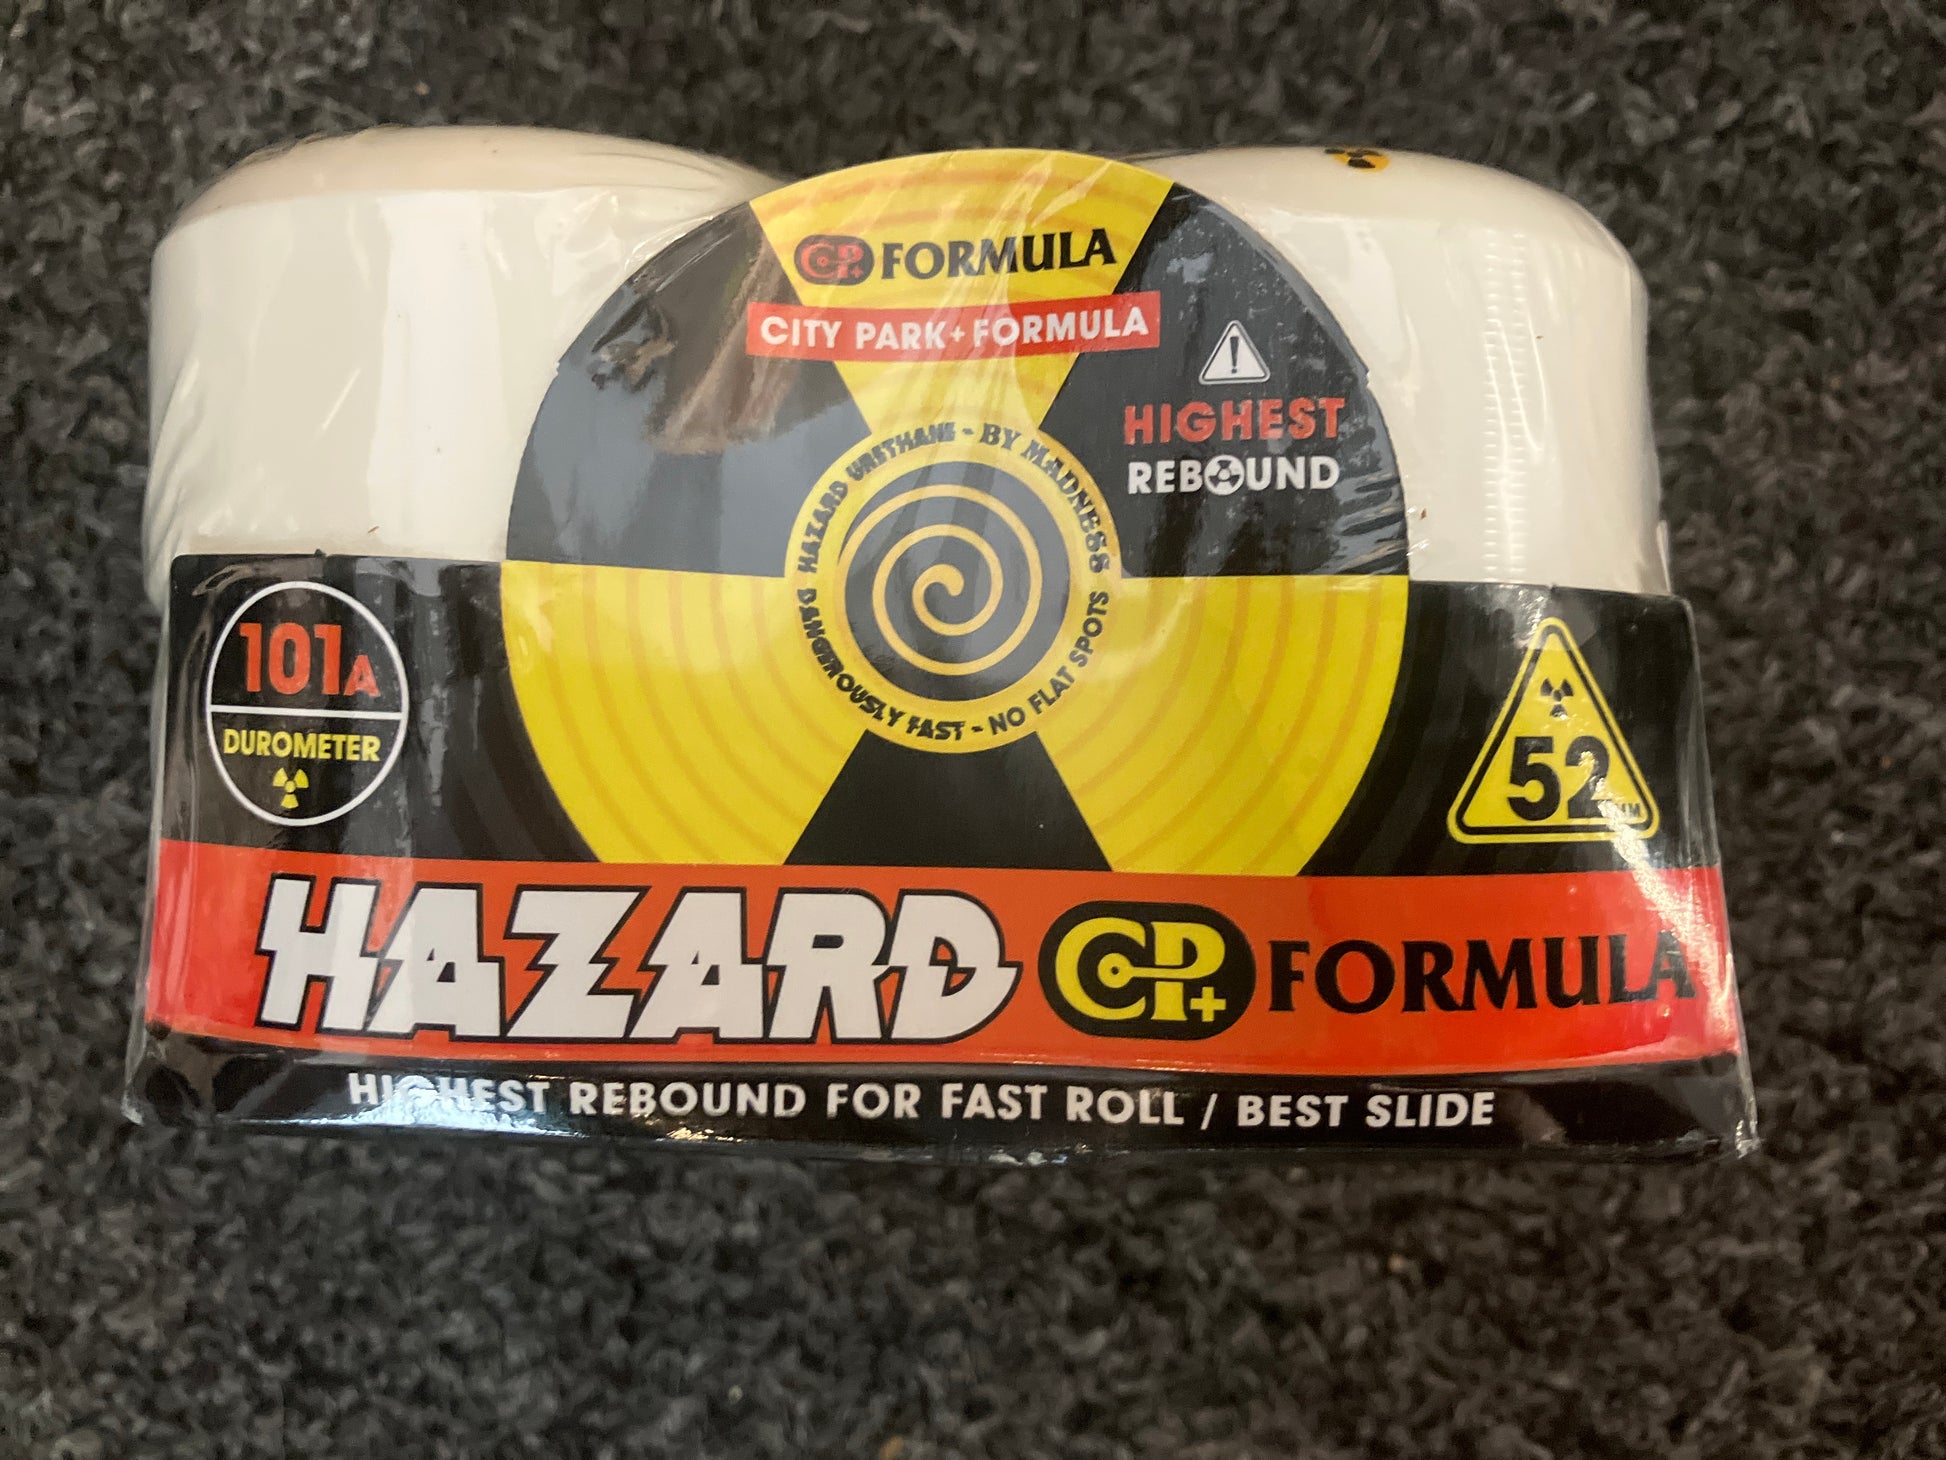 CP+ FORMULA
CITY PARK+FORMULA
HIGHEST
REBOUND
HAZARD URETHANE - BY MADNESS
DANGEROUSLY FAST - NO FLAT SPOTS
101A
DUROMETER
52MM
HAZARD CP+ FORMULA
HIGHEST REBOUND FOR FAST ROLL / BEST SLIDE